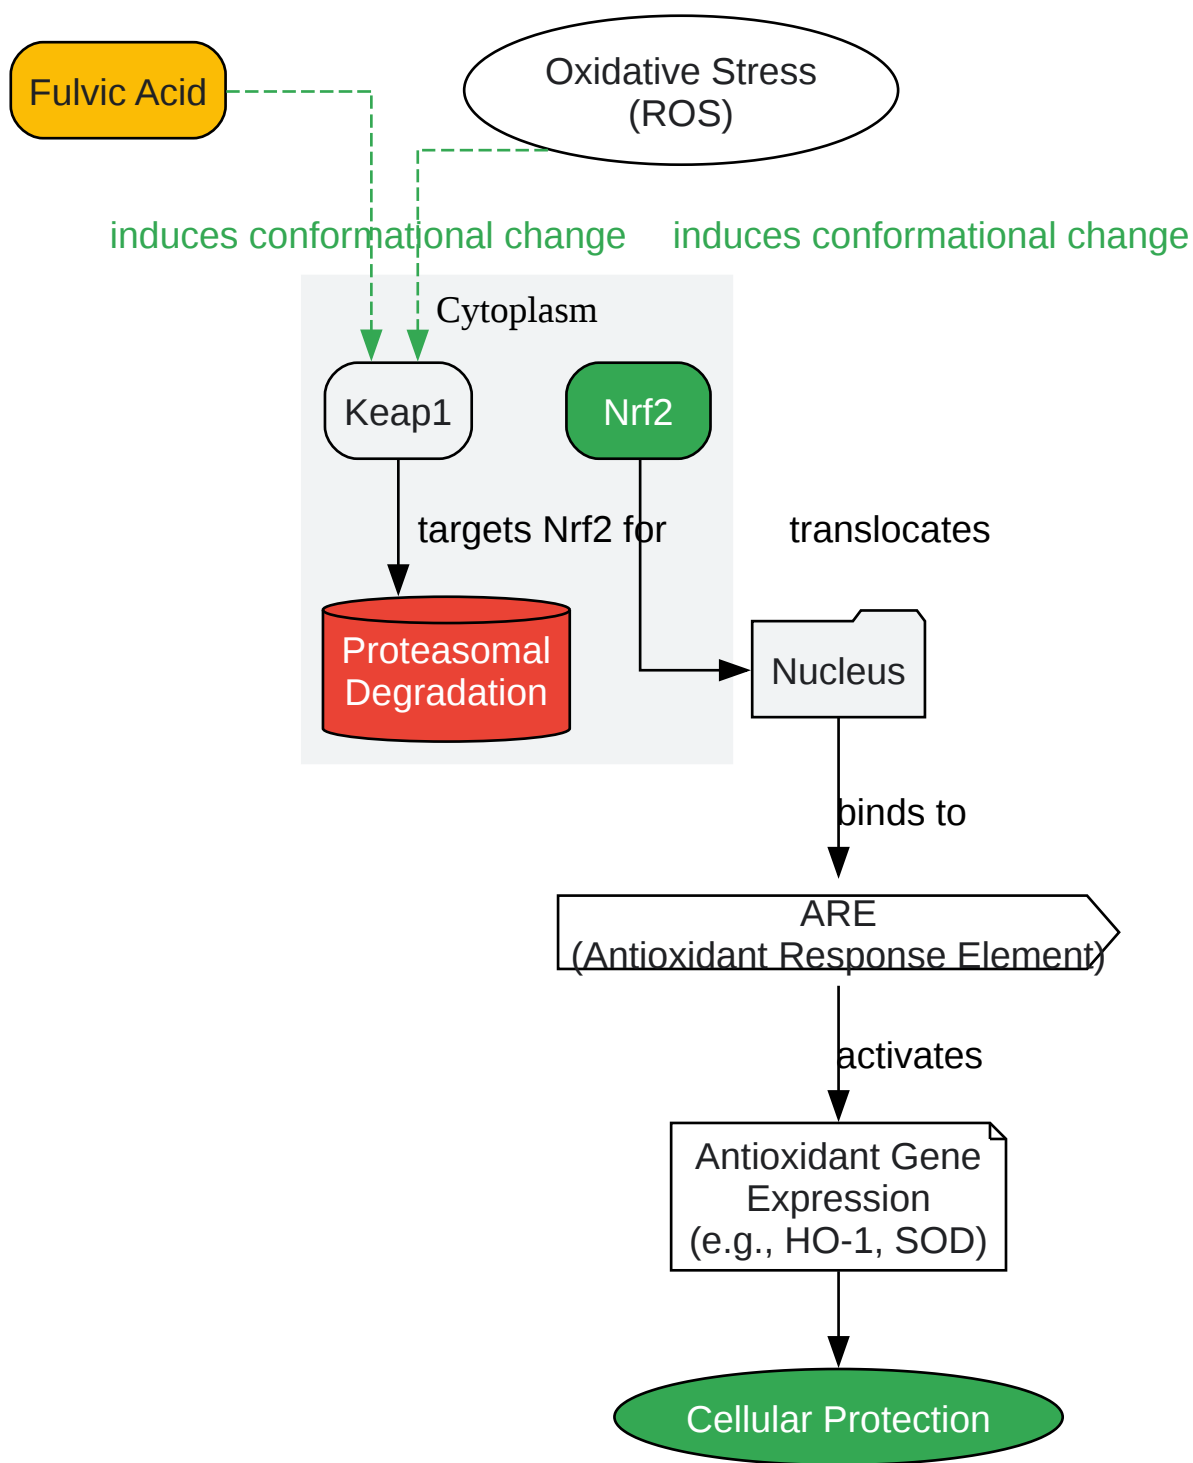 Fulvic Acid
Oxidative Stress
(ROS)
induces conformational change
induces conformational change
Cytoplasm
Keap1
Nrf2
targets Nrf2 for
translocates
Proteasomal
Degradation
Nucleus
binds to
ARE
(Antioxidant Response Element)
activates
Antioxidant Gene
Expression
(e.g., HO-1, SOD)
Cellular Protection